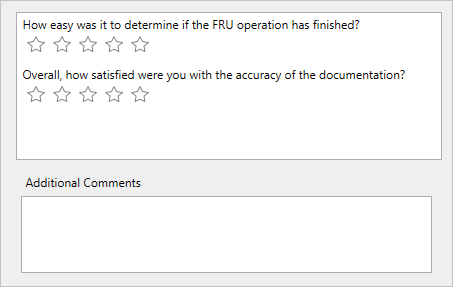 How easy was it to determine if the FRU operation has finished?
Overall, how satisfied were you with the accuracy of the documentation?
Additional Comments